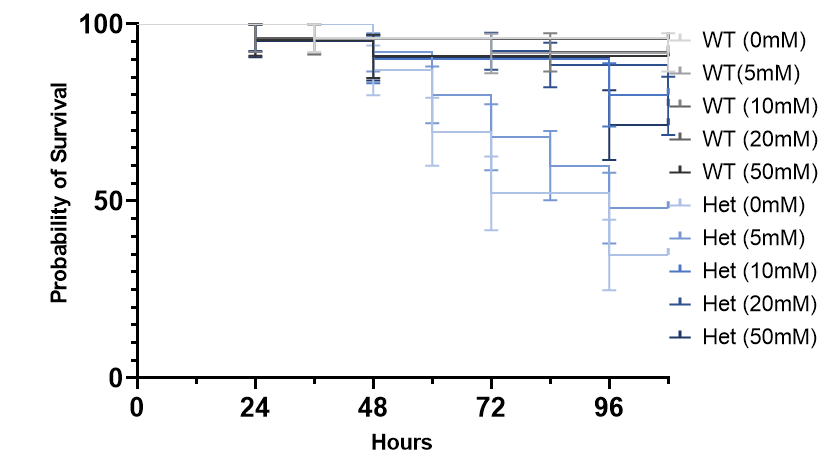 100
50
0
0 24 48 72 96
Probability of Survival
Hours
WT (0mM)
WT(5mM)
WT (10mM)
WT (20mM)
WT (50mM)
Het (0mM)
Het (5mM)
Het (10mM)
Het (20mM)
Het (50mM)